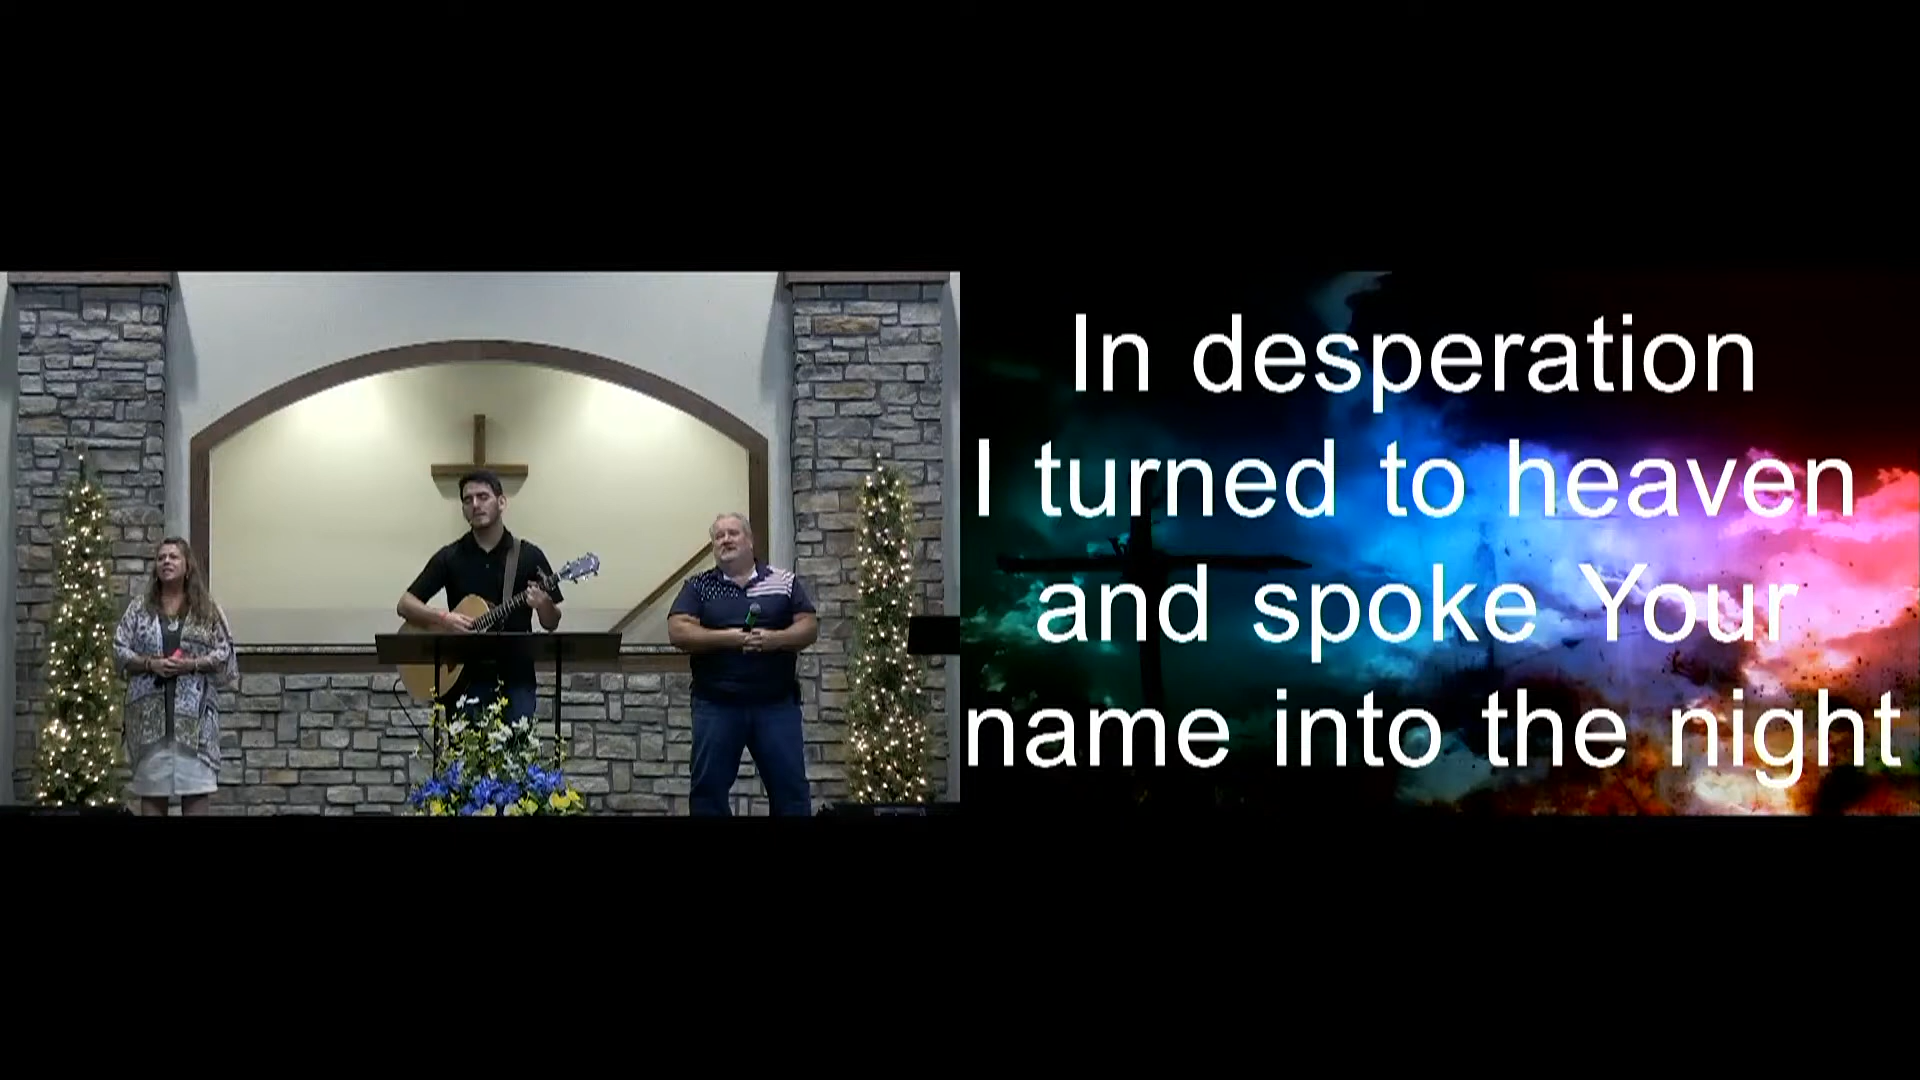 In desperation
I turned to heaven
and spoke Your
name into the night